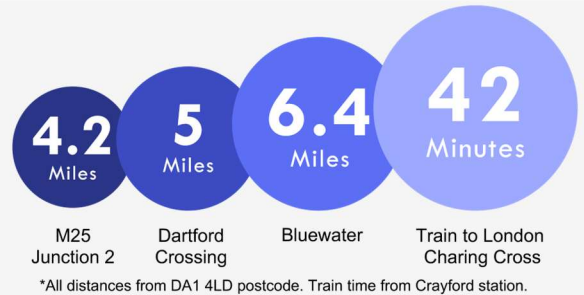 4.2
Miles
5
Miles
6.4
Miles
42
Minutes
M25
Junction 2
Dartford
Crossing
Bluewater
Train to London
Charing Cross
*All distances from DA1 4LD postcode. Train time from Crayford station.